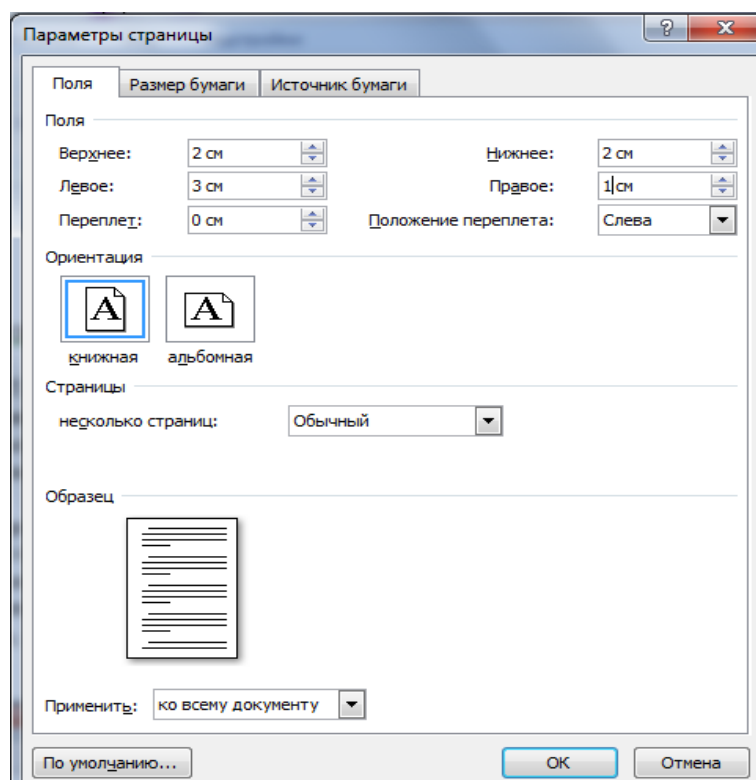 Параметры страницы
Поля Размер бумаги Источник бумаги
Поля
Верхнее: 2 см Нижнее: 2 см
Левое: 3 см Правое: 1 см
Переплет: 0 см Положение переплета: Слева
Ориентация
A A
книжная альбомная
Страницы
несколько страниц: Обычный
Образец
Применить: ко всему документу
По умолчанию... ОК Отмена